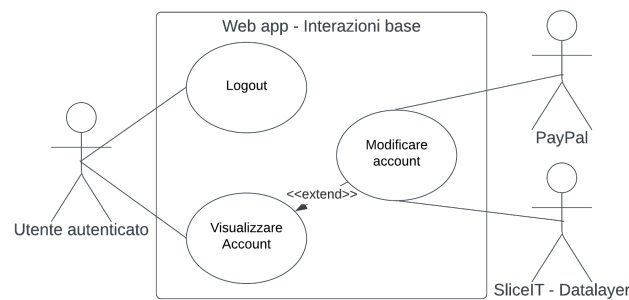 Web app - Interazioni base
Logout
Modificare
account
PayPal
<<extend>>
Utente autenticato
Visualizzare
Account
SliceIT - Datalayer